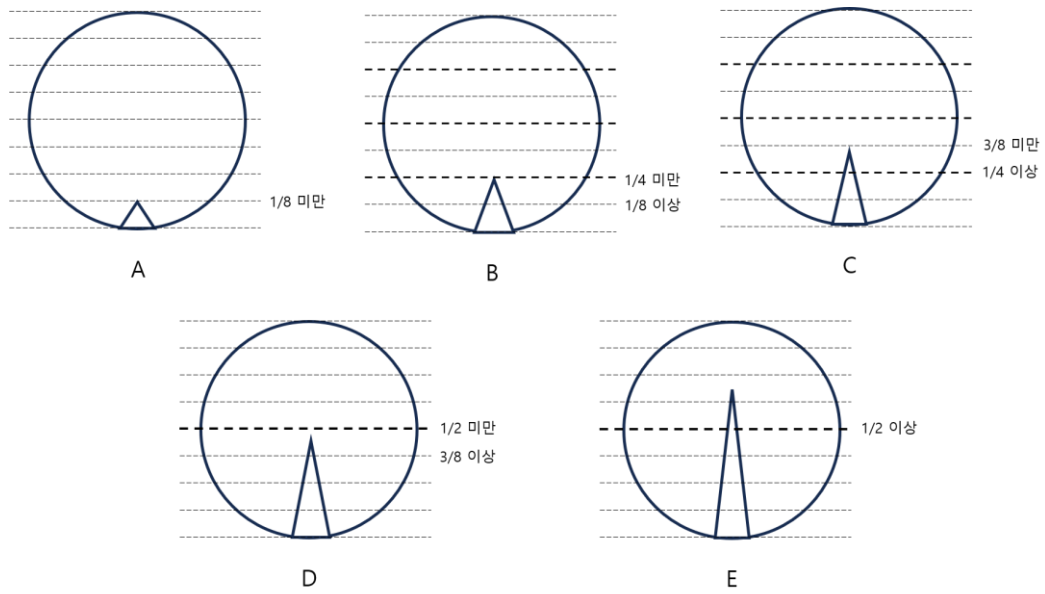 1/8 미만
A
1/4 미만
1/8 이상
B
3/8 미만
1/4 이상
C
1/2 미만
3/8 이상
D
1/2 이상
E